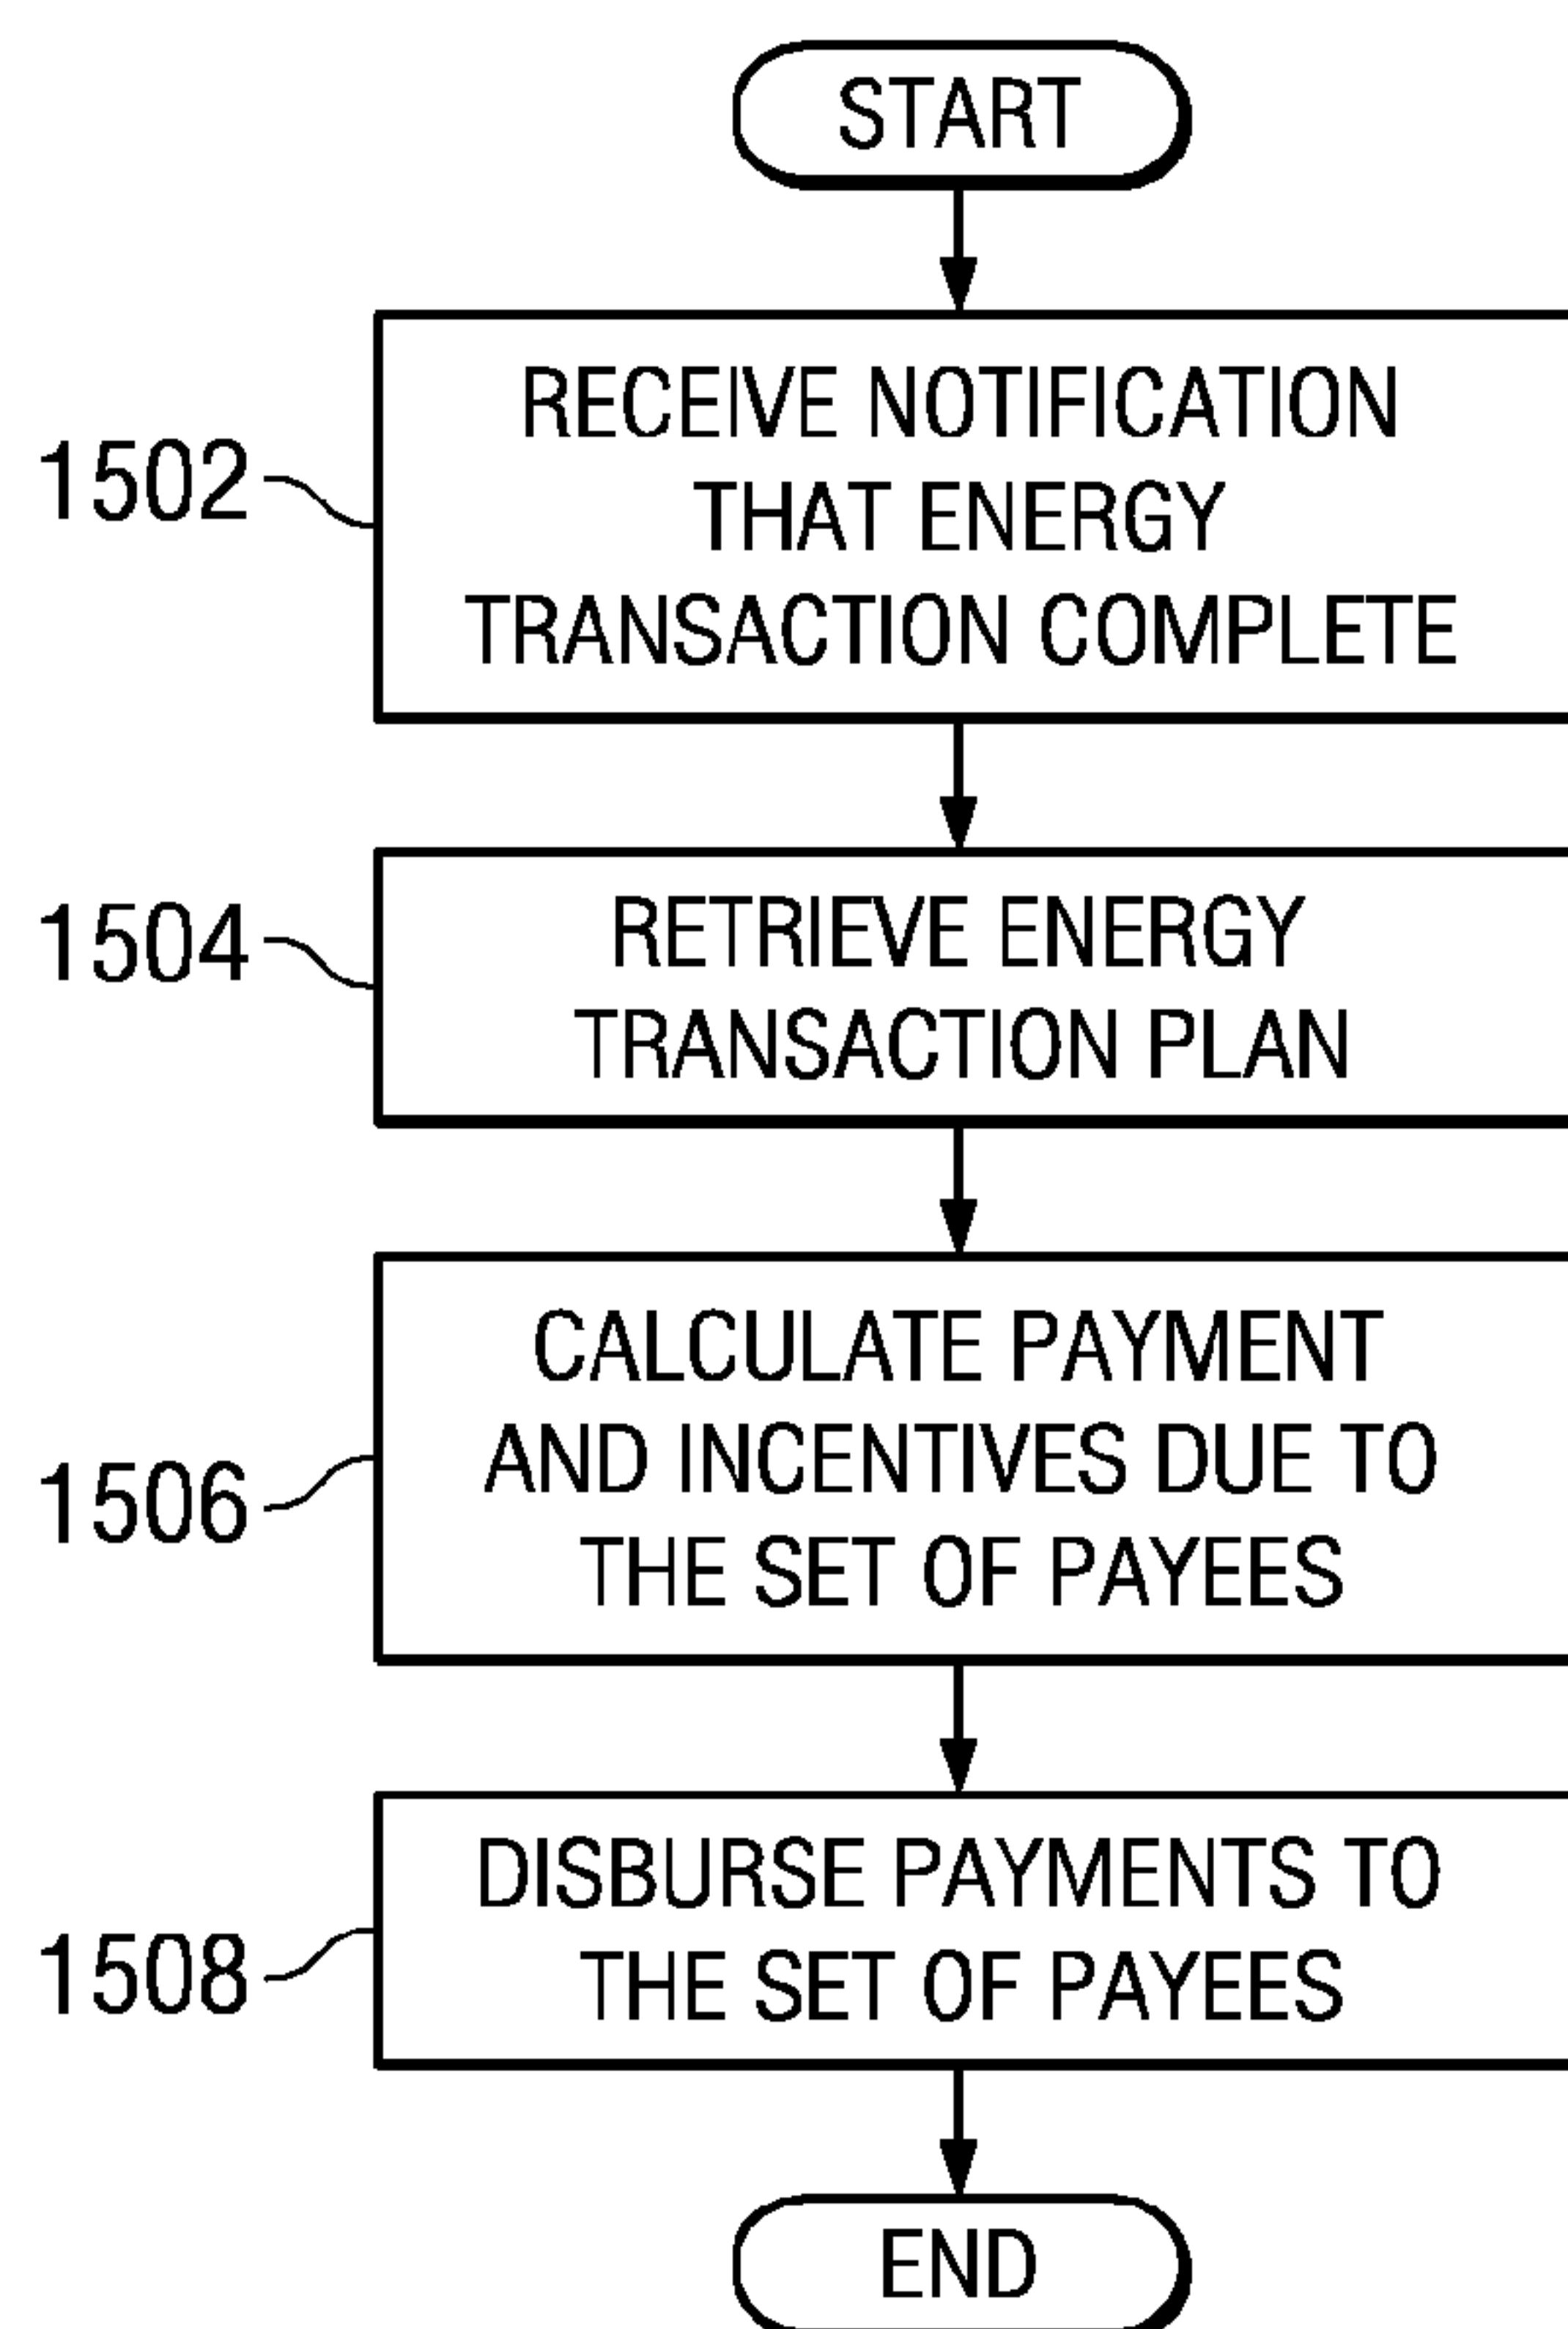 START
1502
RECEIVE NOTIFICATION
THAT ENERGY
TRANSACTION COMPLETE
1504
RETRIEVE ENERGY
TRANSACTION PLAN
1506
CALCULATE PAYMENT
AND INCENTIVES DUE TO
THE SET OF PAYEES
1508
DISBURSE PAYMENTS TO
THE SET OF PAYEES
END